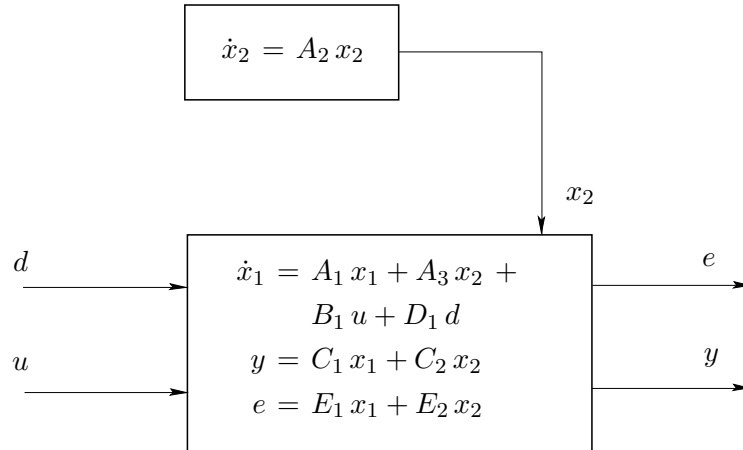 ẋ₂ = A₂ x₂
x₂
d
ẋ₁ = A₁ x₁ + A₃ x₂ +
e
B₁ u + D₁ d
u
y = C₁ x₁ + C₂ x₂
y
e = E₁ x₁ + E₂ x₂